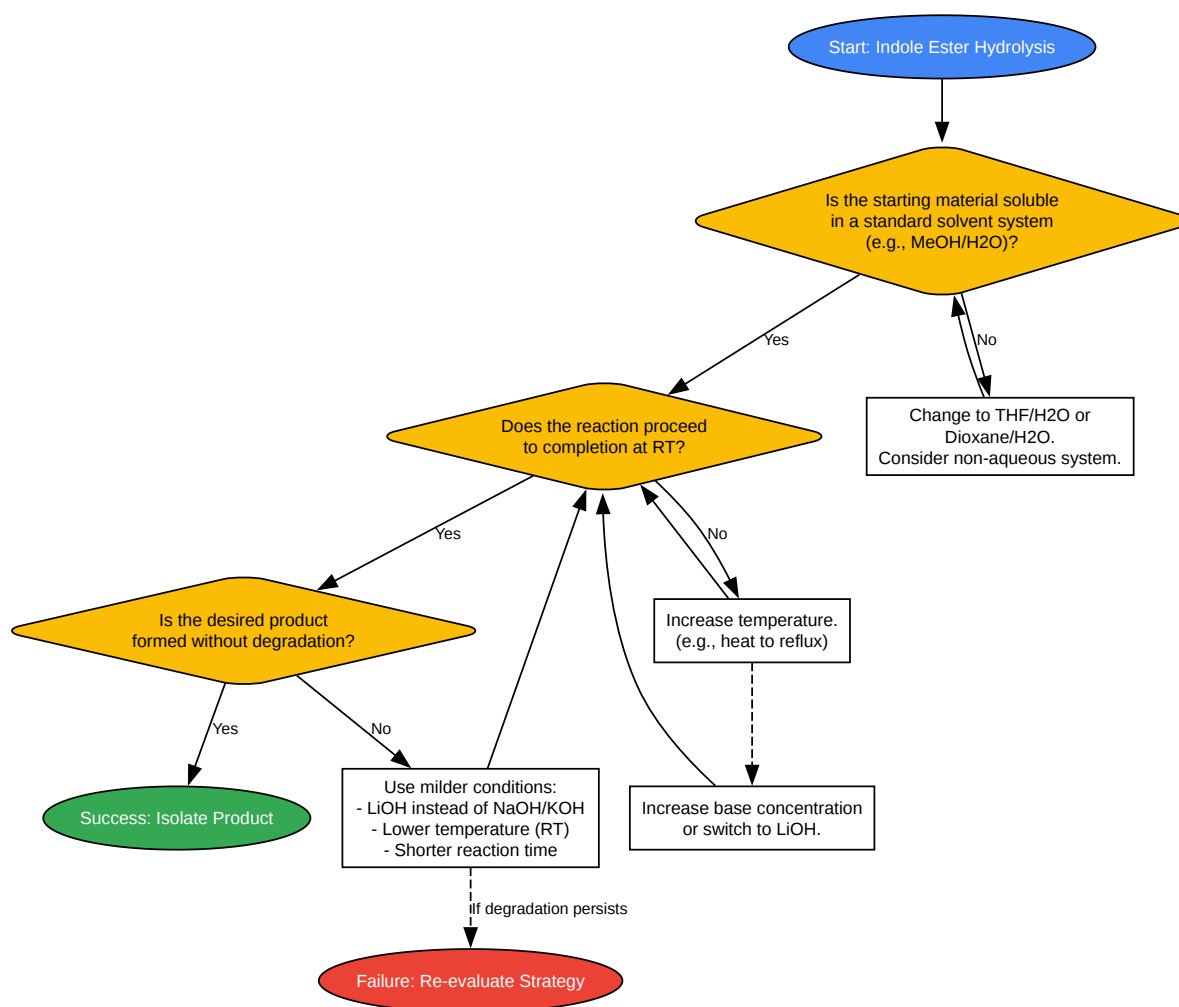 Start: Indole Ester Hydrolysis
Is the starting material soluble
in a standard solvent system
(e.g., MeOH/H2O)?
Yes
No
Change to THF/H2O or
Dioxane/H2O.
Consider non-aqueous system.
Does the reaction proceed
to completion at RT?
Yes
No
Is the desired product
formed without degradation?
Increase temperature.
(e.g., heat to reflux)
Yes
No
Success: Isolate Product
Use milder conditions:
- LiOH instead of NaOH/KOH
- Lower temperature (RT)
- Shorter reaction time
Increase base concentration
or switch to LiOH.
If degradation persists
Failure: Re-evaluate Strategy